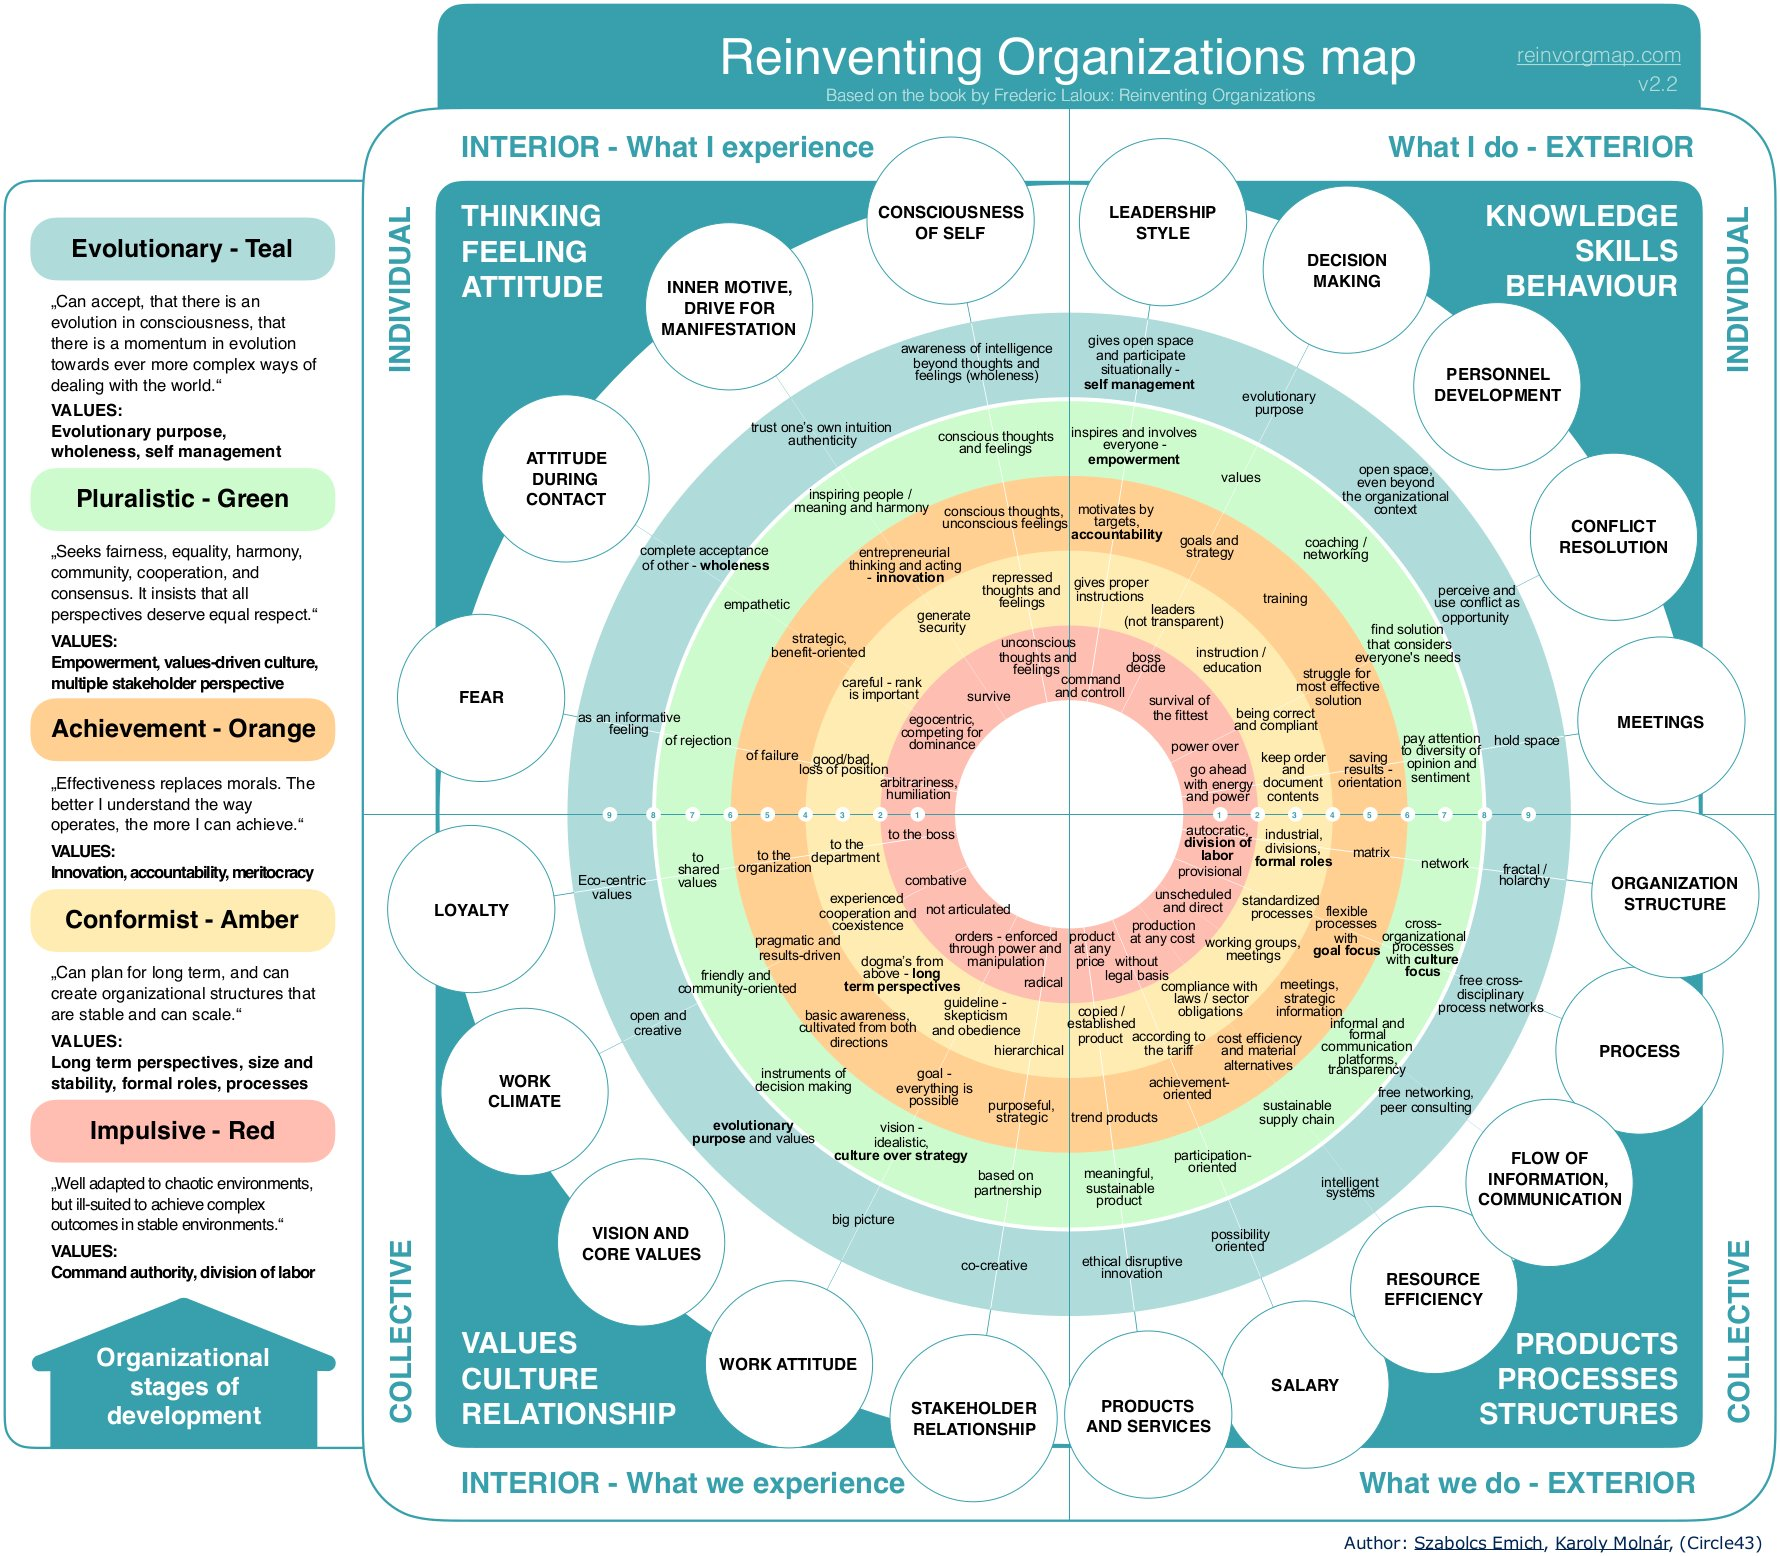 Reinventing Organizations map
reinvorgmap.com
v2.2
Based on the book by Frederic Laloux: Reinventing Organizations
INTERIOR - What I experience
What I do - EXTERIOR
INDIVIDUAL
INDIVIDUAL
THINKING
FEELING
ATTITUDE
KNOWLEDGE
SKILLS
BEHAVIOUR
Evolutionary - Teal
„Can accept, that there is an
evolution in consciousness, that
there is a momentum in evolution
towards ever more complex ways of
dealing with the world.“
VALUES:
Evolutionary purpose,
wholeness, self management
Pluralistic - Green
„Seeks fairness, equality, harmony,
community, cooperation, and
consensus. It insists that all
perspectives deserve equal respect.“
VALUES:
Empowerment, values-driven culture,
multiple stakeholder perspective
Achievement - Orange
„Effectiveness replaces morals. The
better I understand the way
operates, the more I can achieve.“
VALUES:
Innovation, accountability, meritocracy
Conformist - Amber
„Can plan for long term, and can
create organizational structures that
are stable and can scale.“
VALUES:
Long term perspectives, size and
stability, formal roles, processes
Impulsive - Red
„Well adapted to chaotic environments,
but ill-suited to achieve complex
outcomes in stable environments.“
VALUES:
Command authority, division of labor
Organizational
stages of
development
CONSCIOUSNESS
OF SELF
awareness of intelligence
beyond thoughts and
feelings (wholeness)
conscious thoughts
and feelings
conscious thoughts,
unconscious feelings
repressed
thoughts and
feelings
unconscious
thoughts and
feelings
INNER MOTIVE,
DRIVE FOR
MANIFESTATION
trust one's own intuition
authenticity
inspiring people /
meaning and harmony
entrepreneurial
thinking and acting
- innovation
generate
security
survive
ATTITUDE
DURING
CONTACT
complete acceptance
of other - wholeness
empathetic
strategic,
benefit-oriented
careful - rank
is important
egocentric,
competing for
dominance
FEAR
as an informative
feeling
of rejection
of failure
good/bad,
loss of position
arbitrariness,
humiliation
LEADERSHIP
STYLE
gives open space
and participate
situationally -
self management
inspires and involves
everyone -
empowerment
motivates by
targets,
accountability
gives proper
instructions
command
and controll
DECISION
MAKING
evolutionary
purpose
values
goals and
strategy
leaders
(not transparent)
boss
decide
PERSONNEL
DEVELOPMENT
open space,
even beyond
the organizational
context
coaching /
networking
training
instruction /
education
survival of
the fittest
CONFLICT
RESOLUTION
perceive and
use conflict as
opportunity
find solution
that considers
everyone's needs
struggle for
most effective
solution
being correct
and compliant
power over
MEETINGS
hold space
pay attention
to diversity of
opinion and
sentiment
saving
results -
orientation
keep order
and
document
contents
go ahead
with energy
and power
9 8 7 6 5 4 3 2 1 1 2 3 4 5 6 7 8 9
LOYALTY
Eco-centric
values
to
shared
values
to the
organization
to the
department
to the boss
WORK
CLIMATE
open and
creative
friendly and
community-oriented
pragmatic and
results-driven
experienced
cooperation and
coexistence
combative
VISION AND
CORE VALUES
evolutionary
purpose and values
instruments of
decision making
basic awareness,
cultivated from both
directions
dogma's from
above - long
term perspectives
not articulated
WORK ATTITUDE
big picture
vision -
idealistic,
culture over strategy
goal -
everything is
possible
guideline -
skepticism
and obedience
orders - enforced
through power and
manipulation
STAKEHOLDER
RELATIONSHIP
co-creative
based on
partnership
purposeful,
strategic
hierarchical
radical
ORGANIZATION
STRUCTURE
fractal /
holarchy
network
matrix
industrial,
divisions,
formal roles
autocratic,
division of
labor
provisional
PROCESS
free cross-
disciplinary
process networks
cross-
organizational
processes
with culture
focus
flexible
processes
with
goal focus
standardized
processes
unscheduled
and direct
FLOW OF
INFORMATION,
COMMUNICATION
free networking,
peer consulting
informal and
formal
communication
platforms,
transparency
meetings,
strategic
information
working groups,
meetings
production
at any cost
RESOURCE
EFFICIENCY
intelligent
systems
sustainable
supply chain
cost efficiency
and material
alternatives
compliance with
laws / sector
obligations
without
legal basis
SALARY
possibility
oriented
participation-
oriented
achievement-
oriented
according to
the tariff
PRODUCTS
AND SERVICES
ethical disruptive
innovation
meaningful,
sustainable
product
trend products
copied /
established
product
product
at any
price
COLLECTIVE
COLLECTIVE
VALUES
CULTURE
RELATIONSHIP
PRODUCTS
PROCESSES
STRUCTURES
INTERIOR - What we experience
What we do - EXTERIOR
Author: Szabolcs Emich, Karoly Molnár, (Circle43)